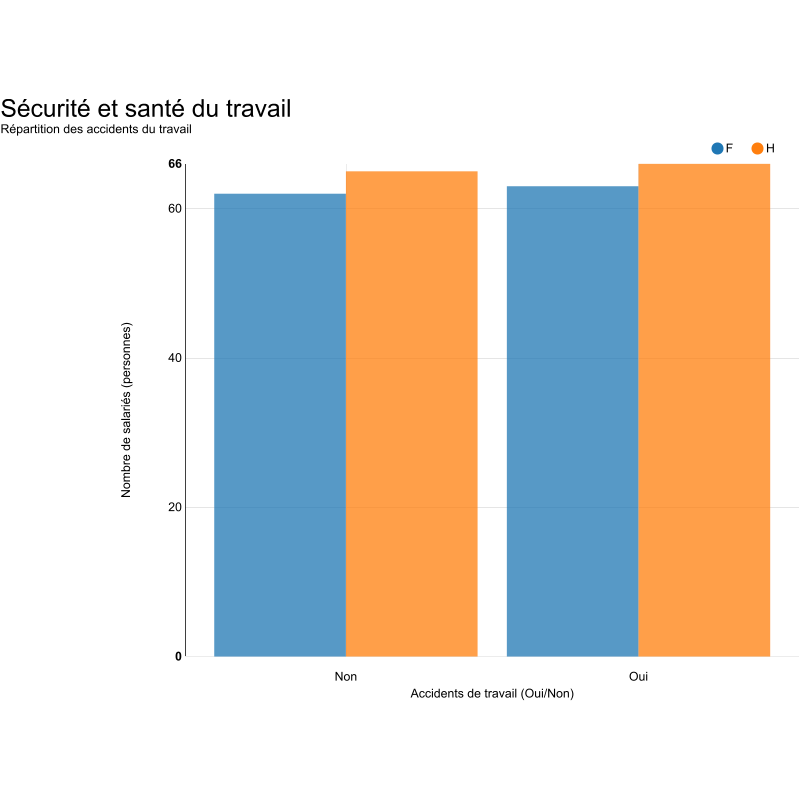 Sécurité et santé du travail
Répartition des accidents du travail
F H
66
60
40
20
0
Nombre de salariés (personnes)
Non Oui
Accidents de travail (Oui/Non)